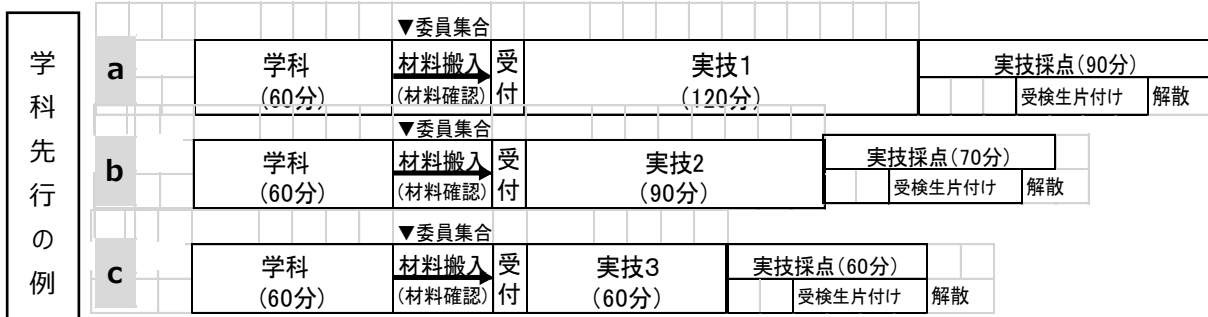 学科先行の例
▼委員集合
a
学科
(60分)
材料搬入
(材料確認)
受付
実技1
(120分)
実技採点(90分)
受検生片付け
解散
▼委員集合
b
学科
(60分)
材料搬入
(材料確認)
受付
実技2
(90分)
実技採点(70分)
受検生片付け
解散
▼委員集合
c
学科
(60分)
材料搬入
(材料確認)
受付
実技3
(60分)
実技採点(60分)
受検生片付け
解散